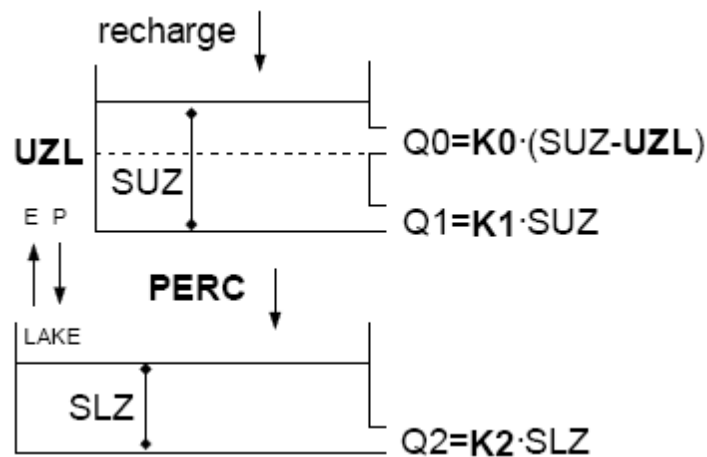 recharge
Q0=K0·(SUZ-UZL)
UZL
SUZ
E P
Q1=K1·SUZ
PERC
LAKE
SLZ
Q2=K2·SLZ